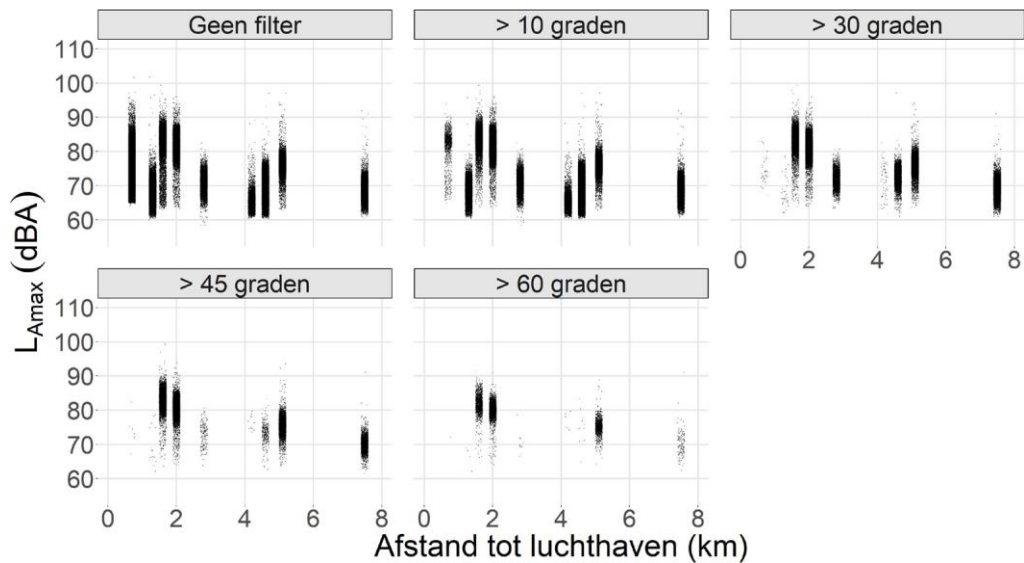 Geen filter
> 10 graden
> 30 graden
110
100
90
80
70
60
0 2 4 6 8
> 45 graden
> 60 graden
110
100
90
80
70
60
0 2 4 6 8
0 2 4 6 8
LAmax (dBA)
Afstand tot luchthaven (km)